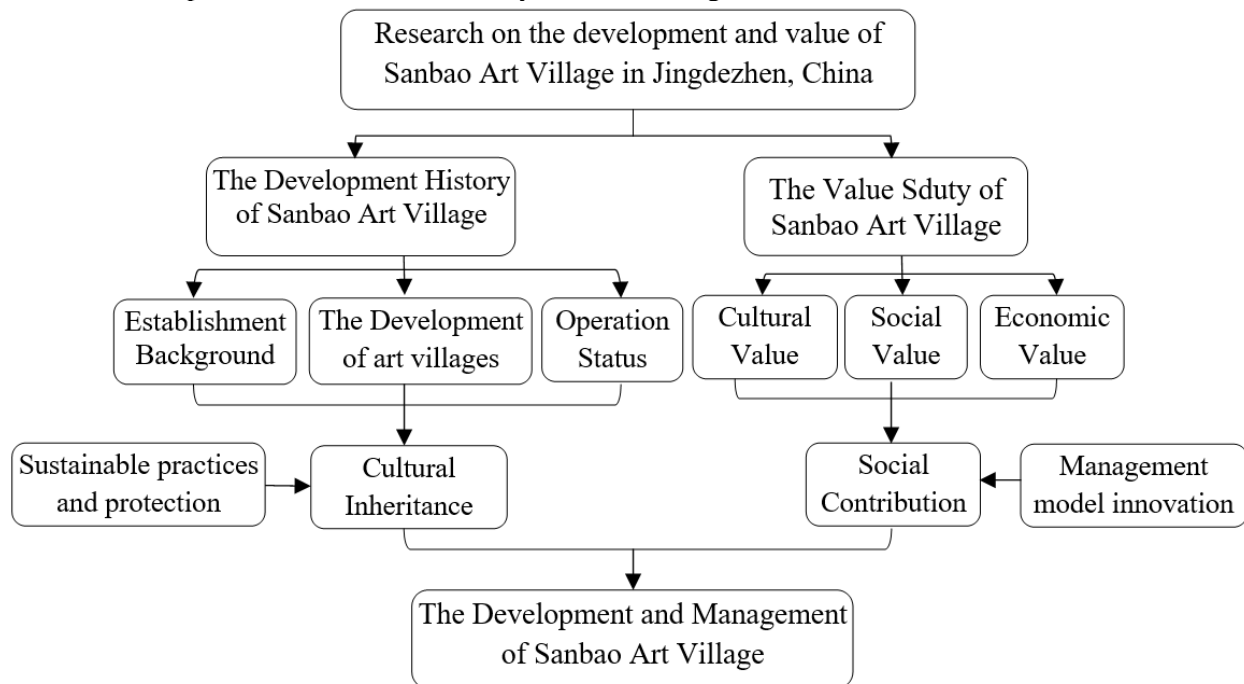 Research on the development and value of
Sanbao Art Village in Jingdezhen, China
The Development History
of Sanbao Art Village
The Value Sduty of
Sanbao Art Village
Establishment
Background
The Development
of art villages
Operation
Status
Cultural
Value
Social
Value
Economic
Value
Sustainable practices
and protection
Cultural
Inheritance
Social
Contribution
Management
model innovation
The Development and Management
of Sanbao Art Village